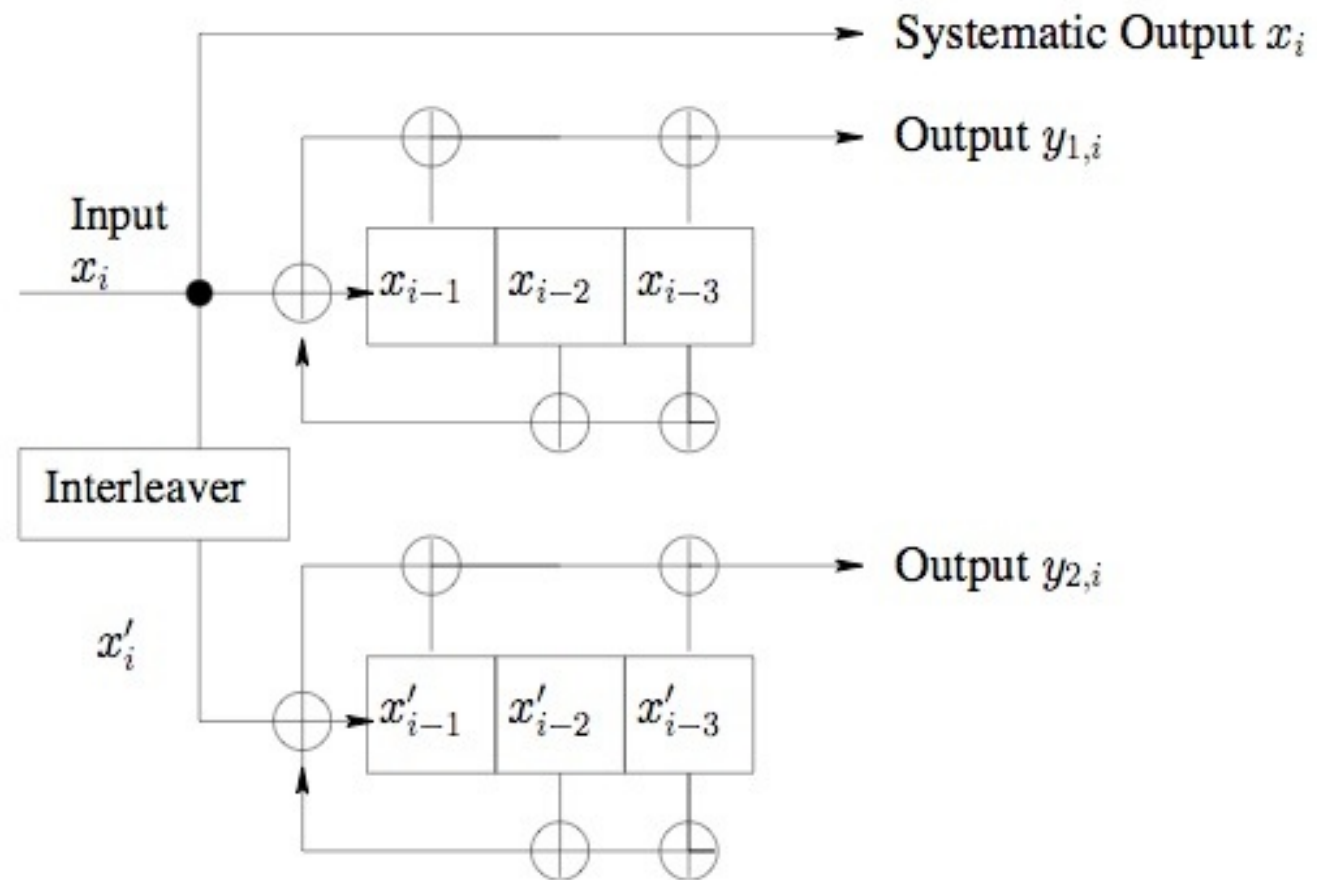 Systematic Output x_i
Output y_{1,i}
Input
x_i
x_{i-1} x_{i-2} x_{i-3}
Interleaver
Output y_{2,i}
x'_i
x'_{i-1} x'_{i-2} x'_{i-3}